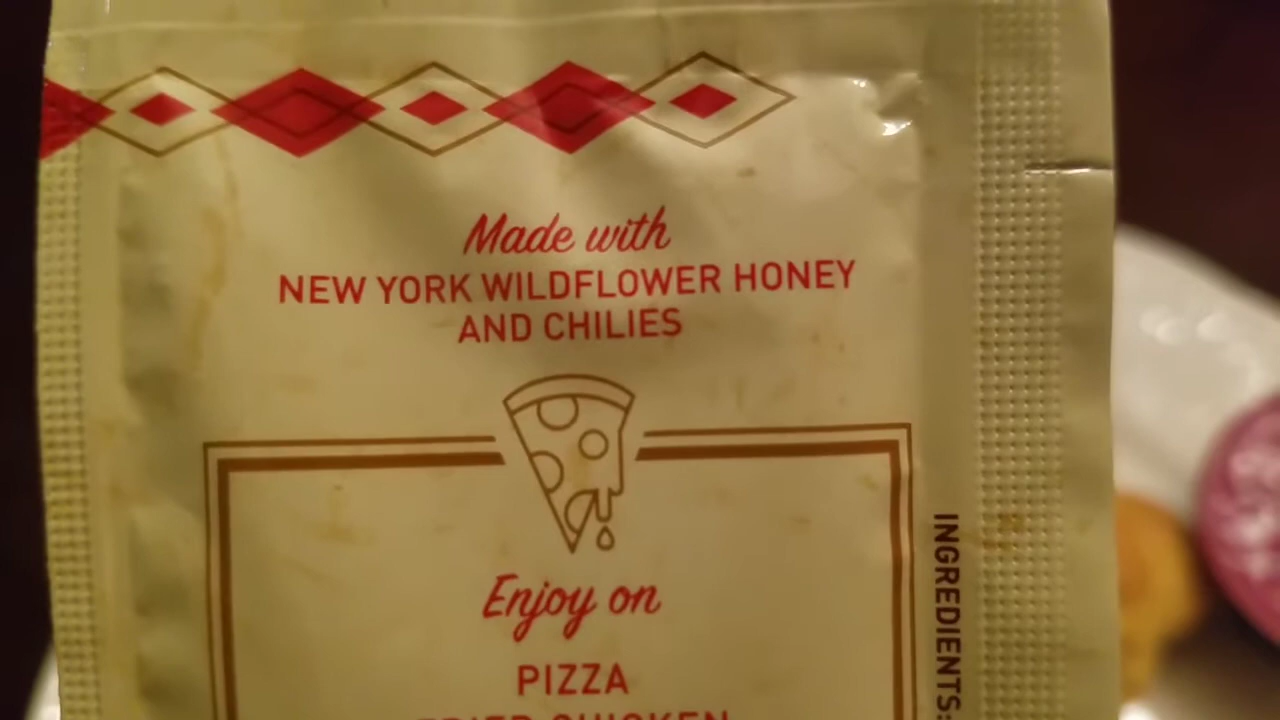 Made with
NEW YORK WILDFLOWER HONEY
AND CHILIES
Enjoy on
PIZZA
FRIED CHICKEN
INGREDIENTS: